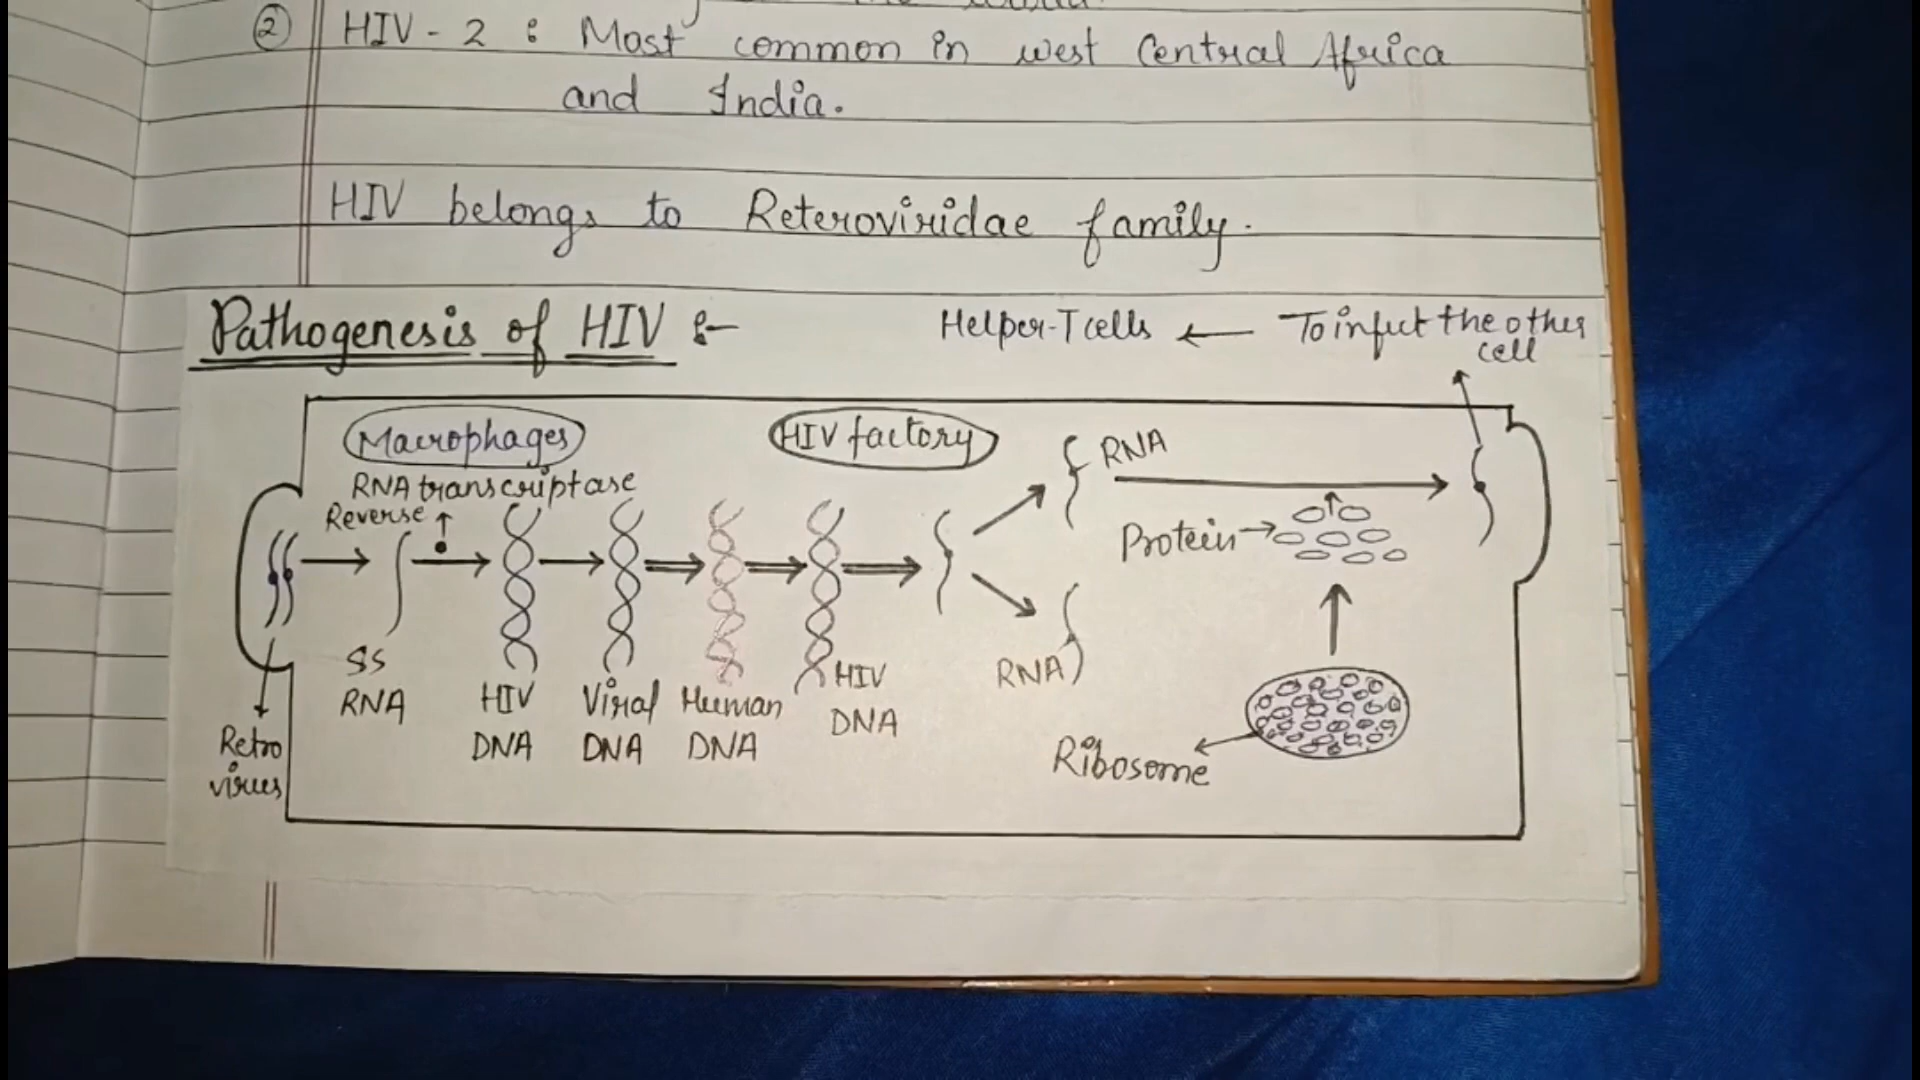 ② HIV - 2 : Most common in west Central Africa
and India.
HIV belongs to Reteroviridae family.
Pathogenesis of HIV :-
Helper-T cells ← To infect the other
cell
Macrophages
HIV factory
RNA
RNA transcriptase
Reverse
Protein
SS
RNA
HIV
DNA
Viral
DNA
Human
DNA
HIV
DNA
RNA
Retro
virus
Ribosome